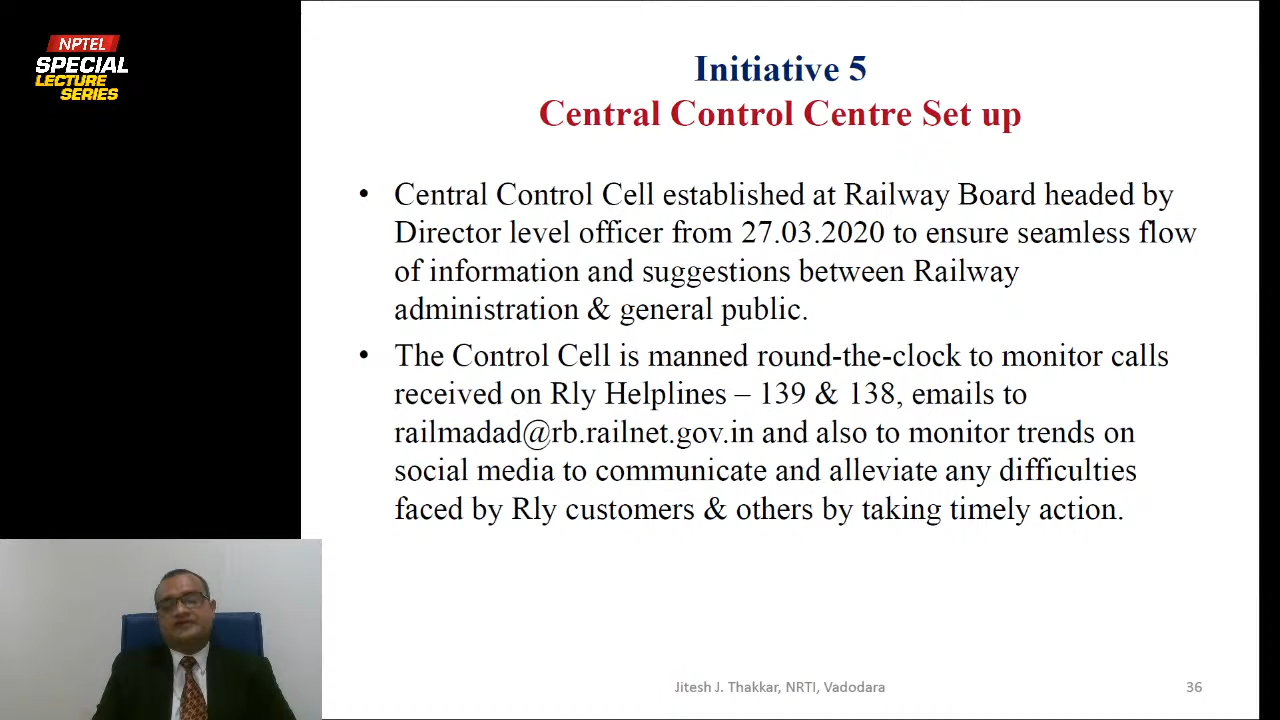 NPTEL
SPECIAL
LECTURE
SERIES
Initiative 5
Central Control Centre Set up
• Central Control Cell established at Railway Board headed by
Director level officer from 27.03.2020 to ensure seamless flow
of information and suggestions between Railway
administration & general public.
• The Control Cell is manned round-the-clock to monitor calls
received on Rly Helplines – 139 & 138, emails to
railmadad@rb.railnet.gov.in and also to monitor trends on
social media to communicate and alleviate any difficulties
faced by Rly customers & others by taking timely action.
Jitesh J. Thakkar, NRTI, Vadodara
36